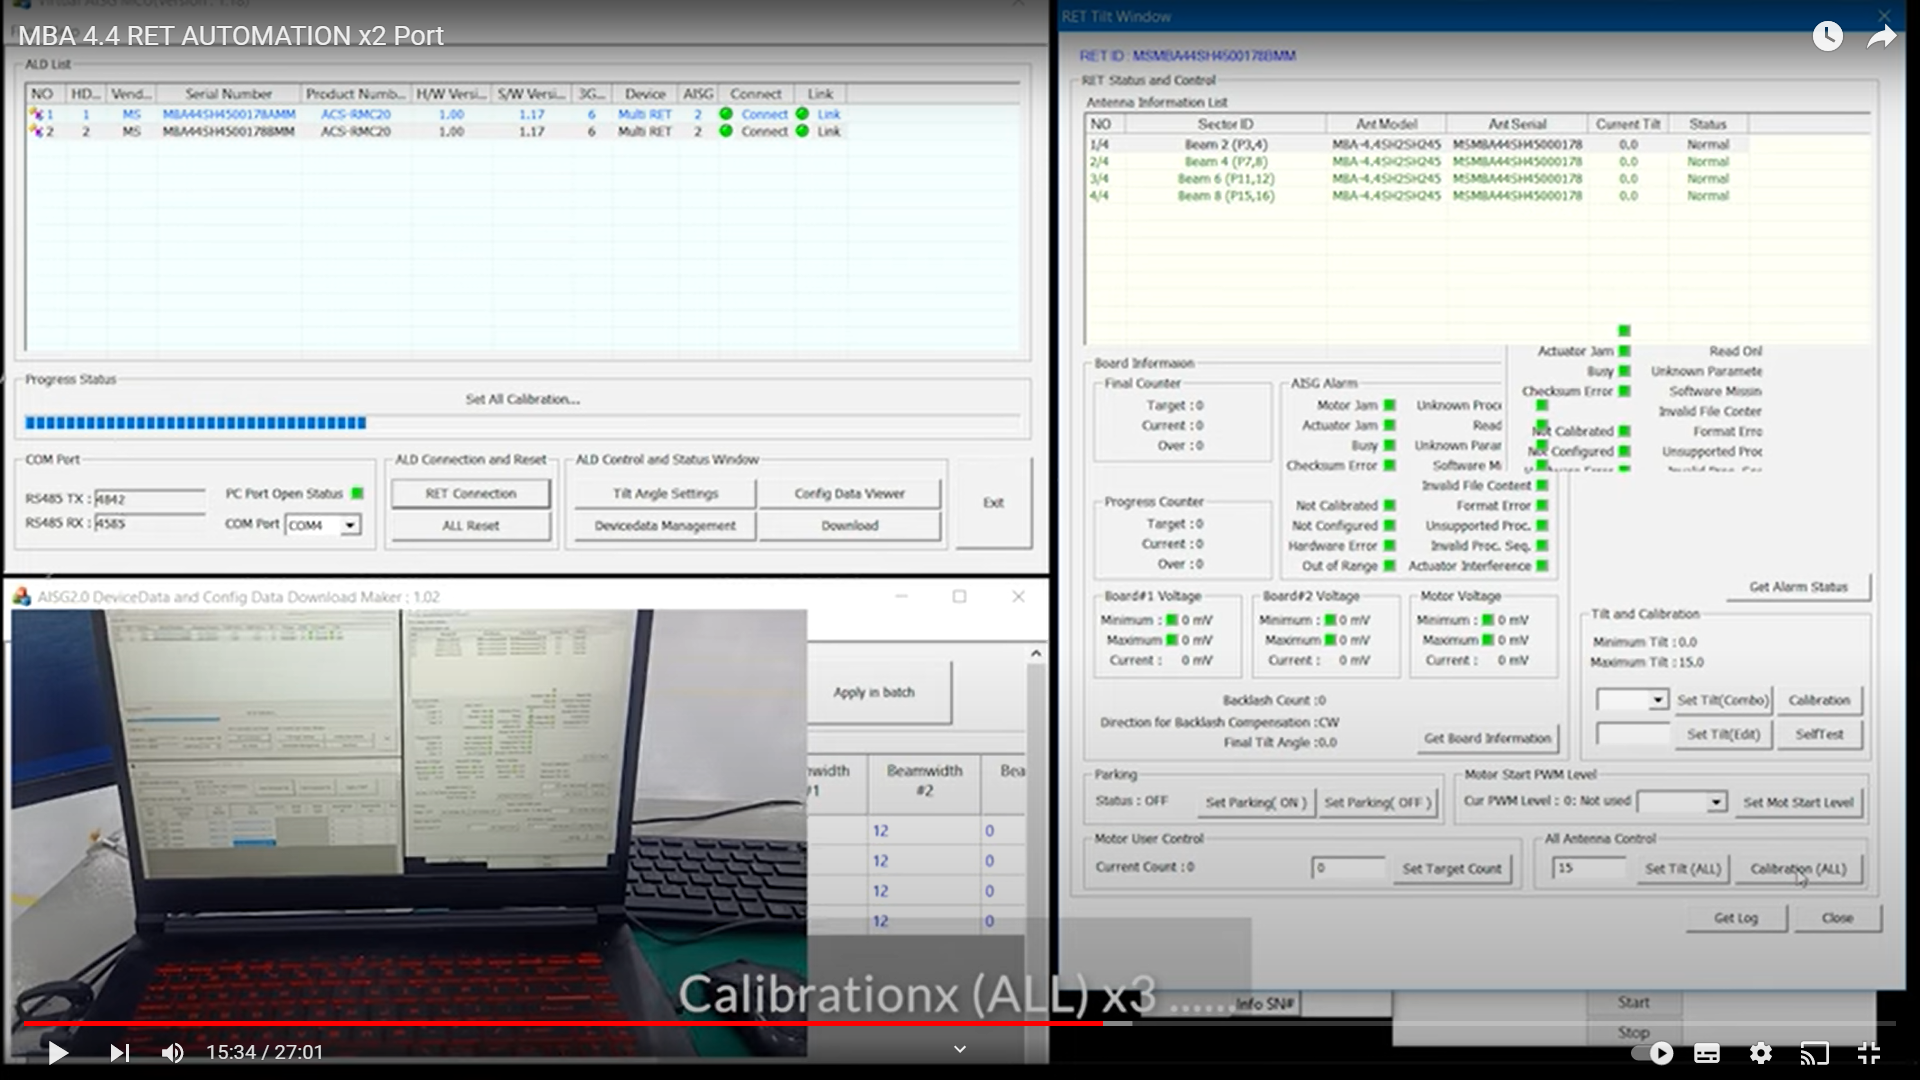 MBA 4.4 RET AUTOMATION x2 Port
ALD List
NO HD... Vend... Serial Number Product Numb... H/W Versi... S/W Versi... 3G... Device AISG Connect Link
1 1 MS MBA44SH4500178AMM ACS-RMC20 1.00 1.17 6 Multi RET 2 Connect Link
2 2 MS MBA44SH4500178BMM ACS-RMC20 1.00 1.17 6 Multi RET 2 Connect Link
Progress Status
Set All Calibration...
COM Port
RS485 TX : 4842
RS485 RX : 4585
PC Port Open Status
COM Port COM4
ALD Connection and Reset
RET Connection
ALL Reset
ALD Control and Status Window
Tilt Angle Settings Config Data Viewer
Devicedata Management Download
Exit
AISG2.0 DeviceData and Config Data Download Maker : 1.02
Apply in batch
width Beamwidth Bea
#1 #2
12 0
12 0
12 0
12 0
RET Tilt Window
RET ID : MSMBA44SH4500178BMM
RET Status and Control
Antenna Information List
NO Sector ID Ant Model Ant Serial Current Tilt Status
1/4 Beam 2 (P3,4) MBA-4.4SH2SH245 MSMBA44SH45000178 0.0 Normal
2/4 Beam 4 (P7,8) MBA-4.4SH2SH245 MSMBA44SH45000178 0.0 Normal
3/4 Beam 6 (P11,12) MBA-4.4SH2SH245 MSMBA44SH45000178 0.0 Normal
4/4 Beam 8 (P15,16) MBA-4.4SH2SH245 MSMBA44SH45000178 0.0 Normal
Actuator Jam Read Onl
Busy Unknown Paramete
Checksum Error Software Missin
Invalid File Conter
Not Calibrated Format Erro
Not Configured Unsupported Proc
Board Informaion
Final Counter
Target : 0
Current : 0
Over : 0
Progress Counter
Target : 0
Current : 0
Over : 0
AISG Alarm
Motor Jam Unknown Proc
Actuator Jam Read
Busy Unknown Parar
Checksum Error Software Mi
Invalid File Content
Not Calibrated Format Error
Not Configured Unsupported Proc.
Hardware Error Invalid Proc. Seq.
Out of Range Actuator Interference
Get Alarm Status
Board#1 Voltage
Minimum : 0 mV
Maximum 0 mV
Current : 0 mV
Board#2 Voltage
Minimum : 0 mV
Maximum 0 mV
Current : 0 mV
Motor Voltage
Minimum : 0 mV
Maximum 0 mV
Current : 0 mV
Backlash Count :0
Direction for Backlash Compensation :CW
Final Tilt Angle :0.0
Get Board Information
Tilt and Calibration
Minimum Tilt : 0.0
Maximum Tilt : 15.0
Set Tilt(Combo) Calibration
Set Tilt(Edit) SelfTest
Parking
Status : OFF Set Parking( ON ) Set Parking( OFF )
Motor Start PWM Level
Cur PWM Level : 0: Not used Set Mot Start Level
Motor User Control
Current Count : 0 0 Set Target Count
All Antenna Control
15 Set Tilt (ALL) Calibration (ALL)
Get Log Close
Calibrationx (ALL) x3 ......
Info SN#
Start
Stop
15:34 / 27:01